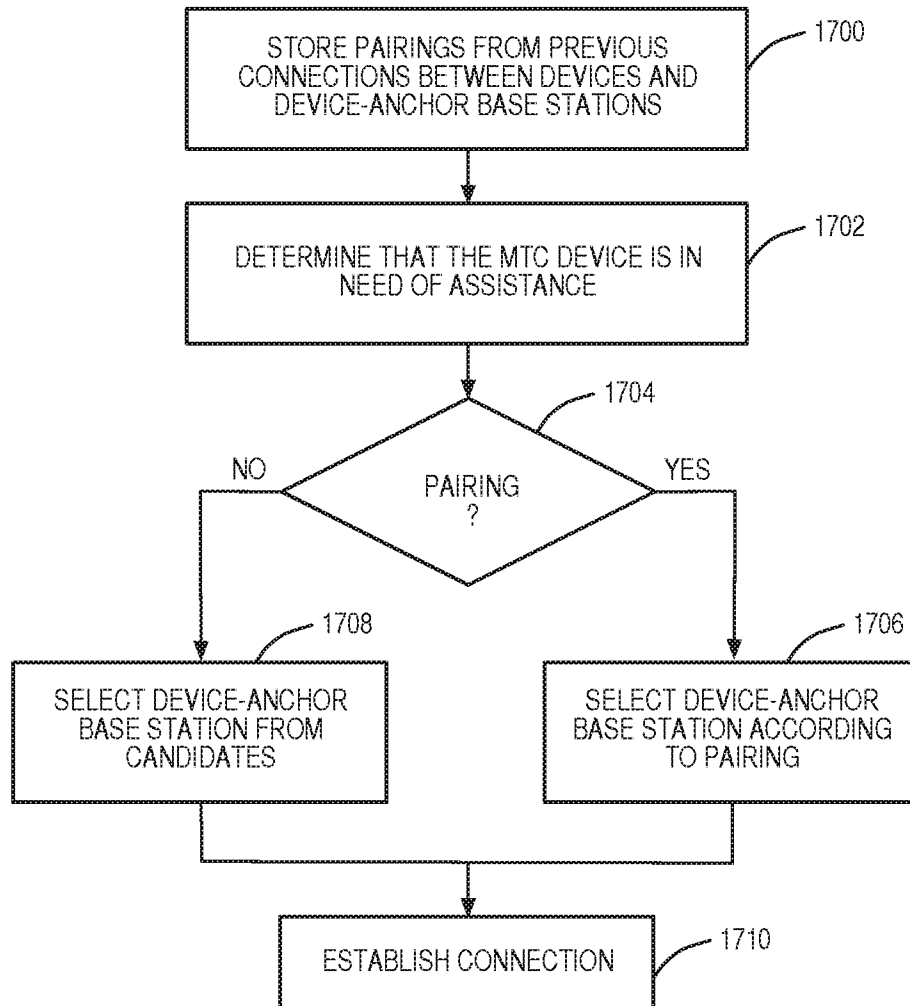 STORE PAIRINGS FROM PREVIOUS
CONNECTIONS BETWEEN DEVICES AND
DEVICE-ANCHOR BASE STATIONS
1700
DETERMINE THAT THE MTC DEVICE IS IN
NEED OF ASSISTANCE
1702
1704
NO
PAIRING
?
YES
1708
SELECT DEVICE-ANCHOR
BASE STATION FROM
CANDIDATES
1706
SELECT DEVICE-ANCHOR
BASE STATION ACCORDING
TO PAIRING
ESTABLISH CONNECTION
1710